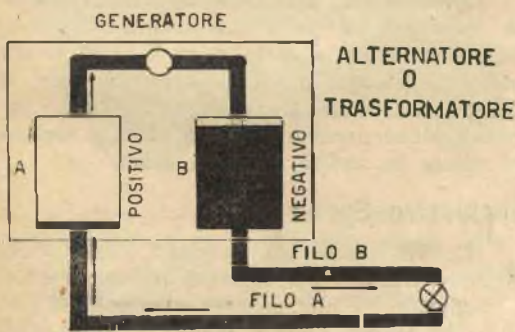 GENERATORE
ALTERNATORE
O
TRASFORMATORE
A
POSITIVO
B
NEGATIVO
FILO B
FILO A